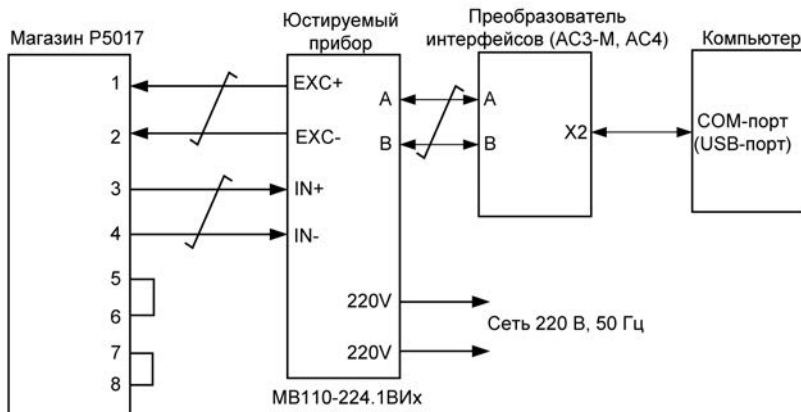 Магазин Р5017
1
2
3
4
5
6
7
8
Юстируемый
прибор
EXC+
EXC-
IN+
IN-
A
B
220V
220V
МВ110-224.1ВИх
Преобразователь
интерфейсов (АС3-М, АС4)
A
B
X2
Компьютер
COM-порт
(USB-порт)
Сеть 220 В, 50 Гц